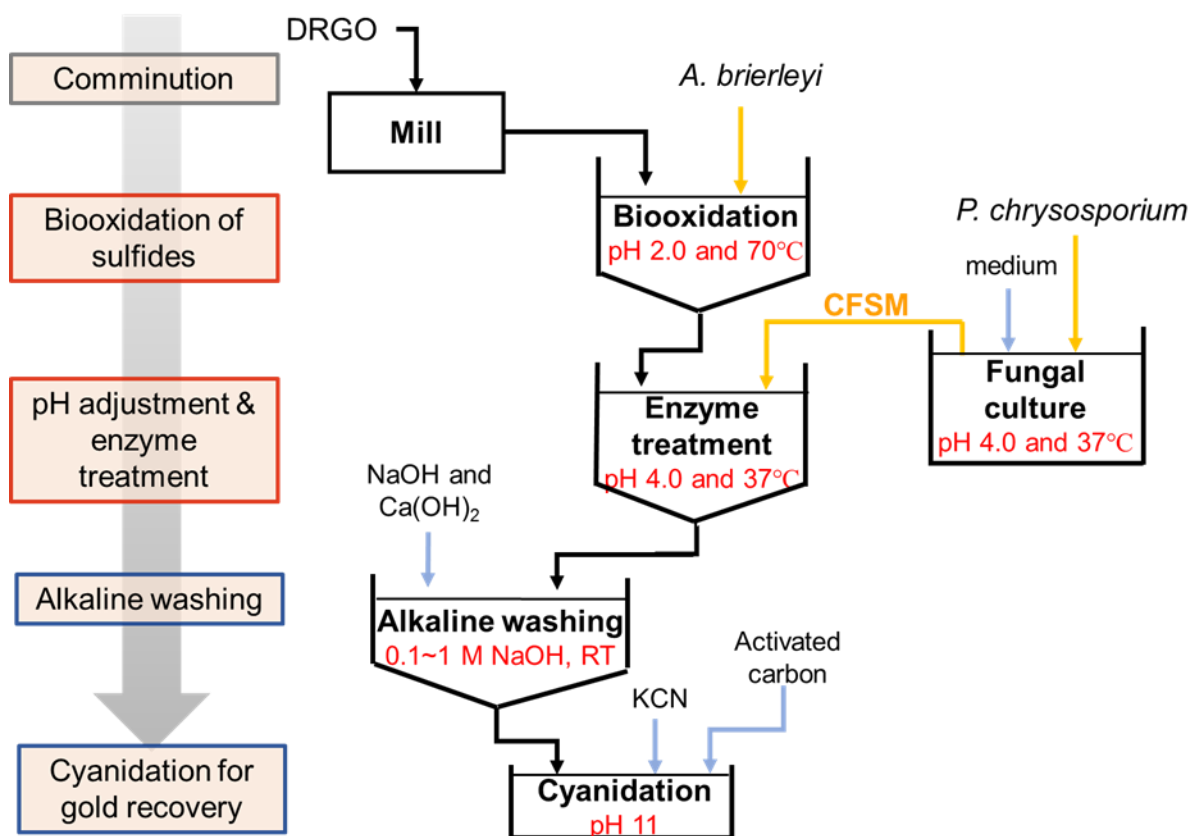 DRGO
Comminution
Mill
A. brierleyi
Biooxidation of
sulfides
Biooxidation
pH 2.0 and 70℃
P. chrysosporium
medium
CFSM
Fungal
culture
pH 4.0 and 37℃
pH adjustment &
enzyme
treatment
Enzyme
treatment
pH 4.0 and 37℃
NaOH and
Ca(OH)₂
Alkaline washing
Alkaline washing
0.1~1 M NaOH, RT
Activated
carbon
KCN
Cyanidation for
gold recovery
Cyanidation
pH 11